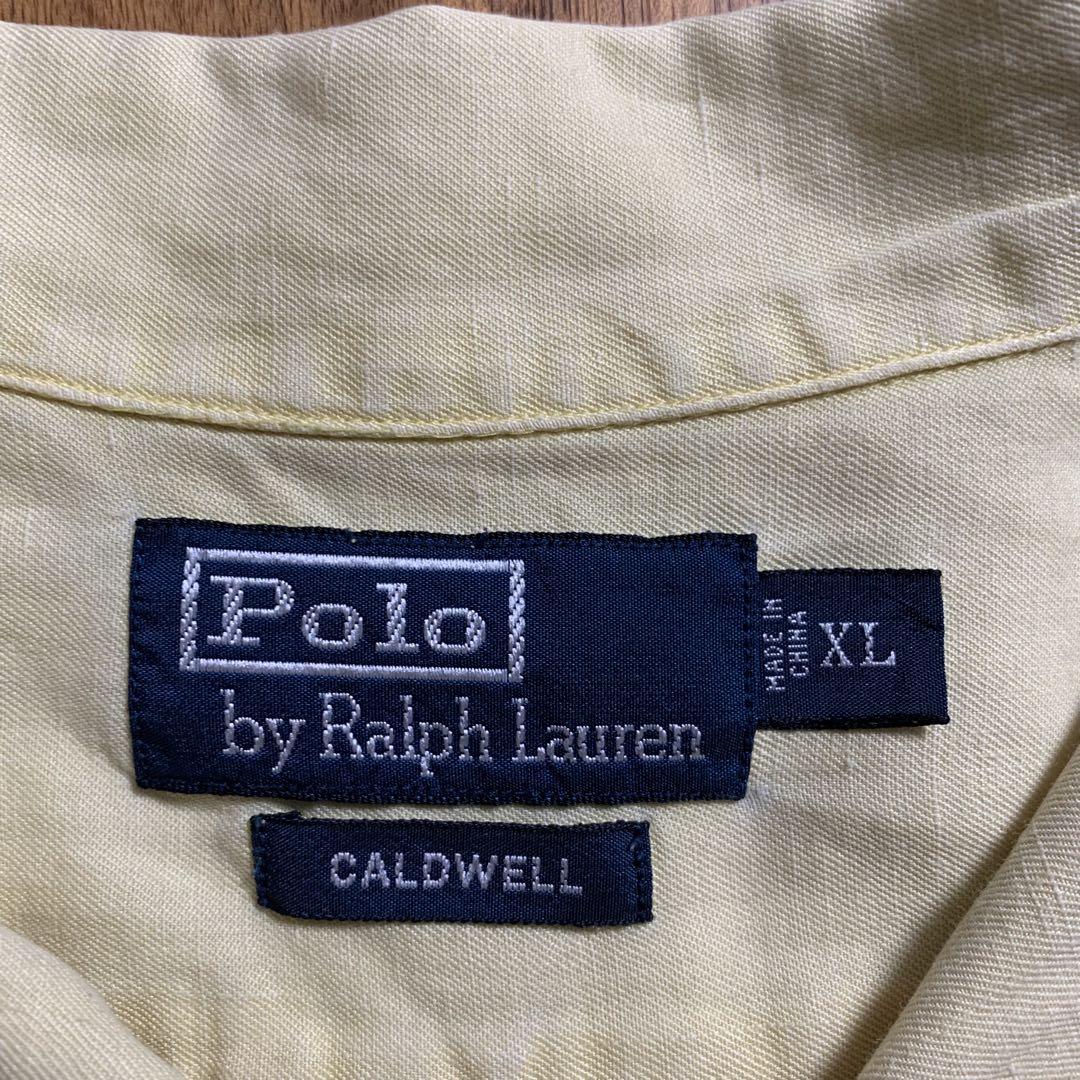 Polo
by Ralph Lauren
MADE IN
CHINA
XL
CALDWELL